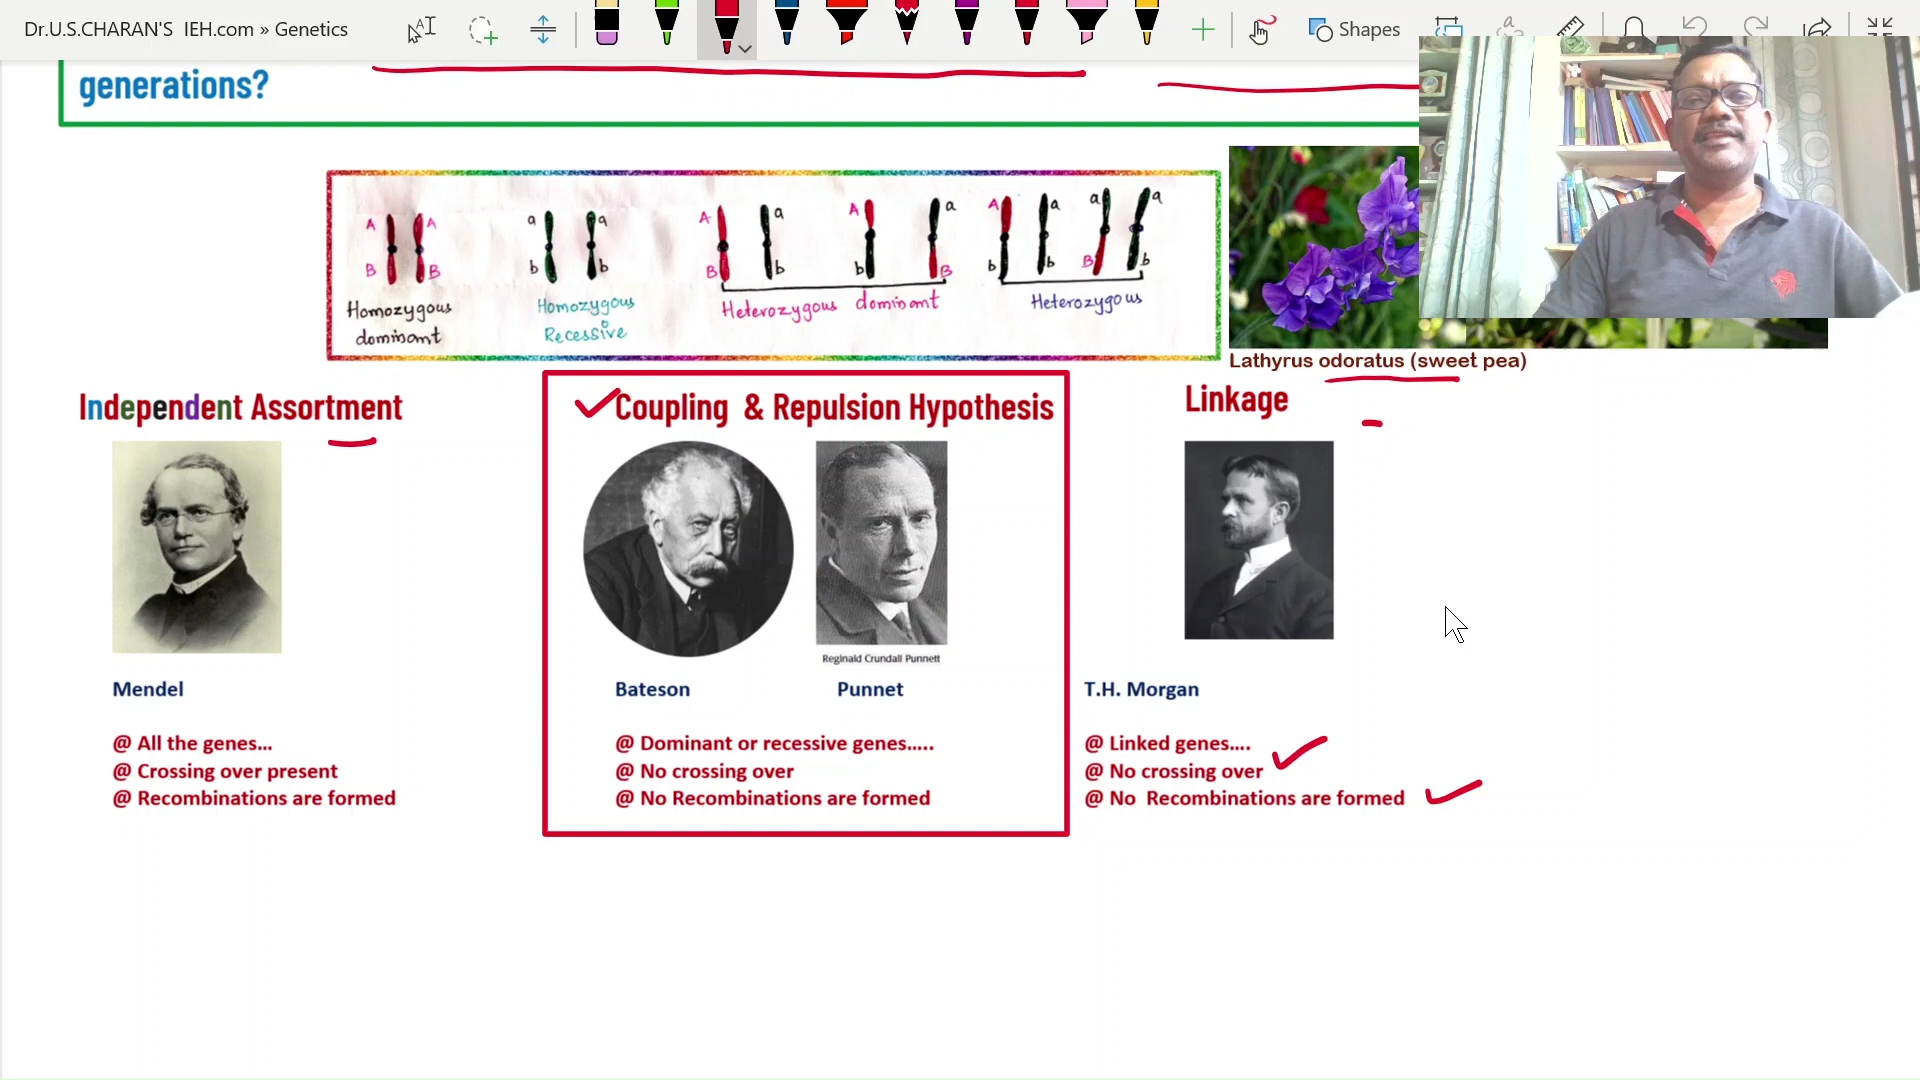 Dr.U.S.CHARAN'S IEH.com » Genetics
Shapes
generations?
A A a a A a A a A a a a
B B b b B b b B b b B b
Homozygous dominant
Homozygous Recessive
Heterozygous dominant
Heterozygous
Lathyrus odoratus (sweet pea)
Independent Assortment
Coupling & Repulsion Hypothesis
Linkage
Reginald Crundall Punnett
Mendel
Bateson Punnet
T.H. Morgan
@ All the genes...
@ Crossing over present
@ Recombinations are formed
@ Dominant or recessive genes.....
@ No crossing over
@ No Recombinations are formed
@ Linked genes....
@ No crossing over
@ No Recombinations are formed